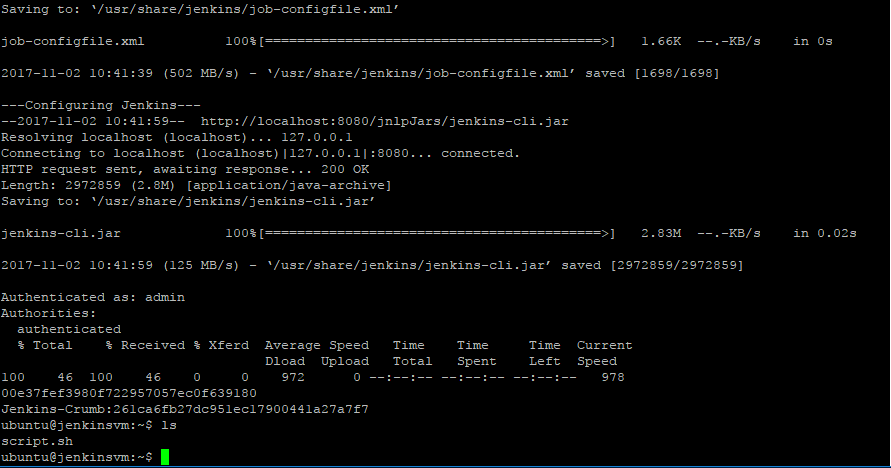 Saving to: ‘/usr/share/jenkins/job-configfile.xml’
job-configfile.xml 100%[==========================================>] 1.66K --.-KB/s in 0s
2017-11-02 10:41:39 (502 MB/s) - ‘/usr/share/jenkins/job-configfile.xml’ saved [1698/1698]
---Configuring Jenkins---
--2017-11-02 10:41:59-- http://localhost:8080/jnlpJars/jenkins-cli.jar
Resolving localhost (localhost)... 127.0.0.1
Connecting to localhost (localhost)|127.0.0.1|:8080... connected.
HTTP request sent, awaiting response... 200 OK
Length: 2972859 (2.8M) [application/java-archive]
Saving to: ‘/usr/share/jenkins/jenkins-cli.jar’
jenkins-cli.jar 100%[==========================================>] 2.83M --.-KB/s in 0.02s
2017-11-02 10:41:59 (125 MB/s) - ‘/usr/share/jenkins/jenkins-cli.jar’ saved [2972859/2972859]
Authenticated as: admin
Authorities:
authenticated
% Total % Received % Xferd Average Speed Time Time Time Current
Dload Upload Total Spent Left Speed
100 46 100 46 0 0 972 0 --:--:-- --:--:-- --:--:-- 978
00e37fef3980f722957057ec0f639180
Jenkins-Crumb:261ca6fb27dc951ec17900441a27a7f7
ubuntu@jenkinsvm:~$ ls
script.sh
ubuntu@jenkinsvm:~$